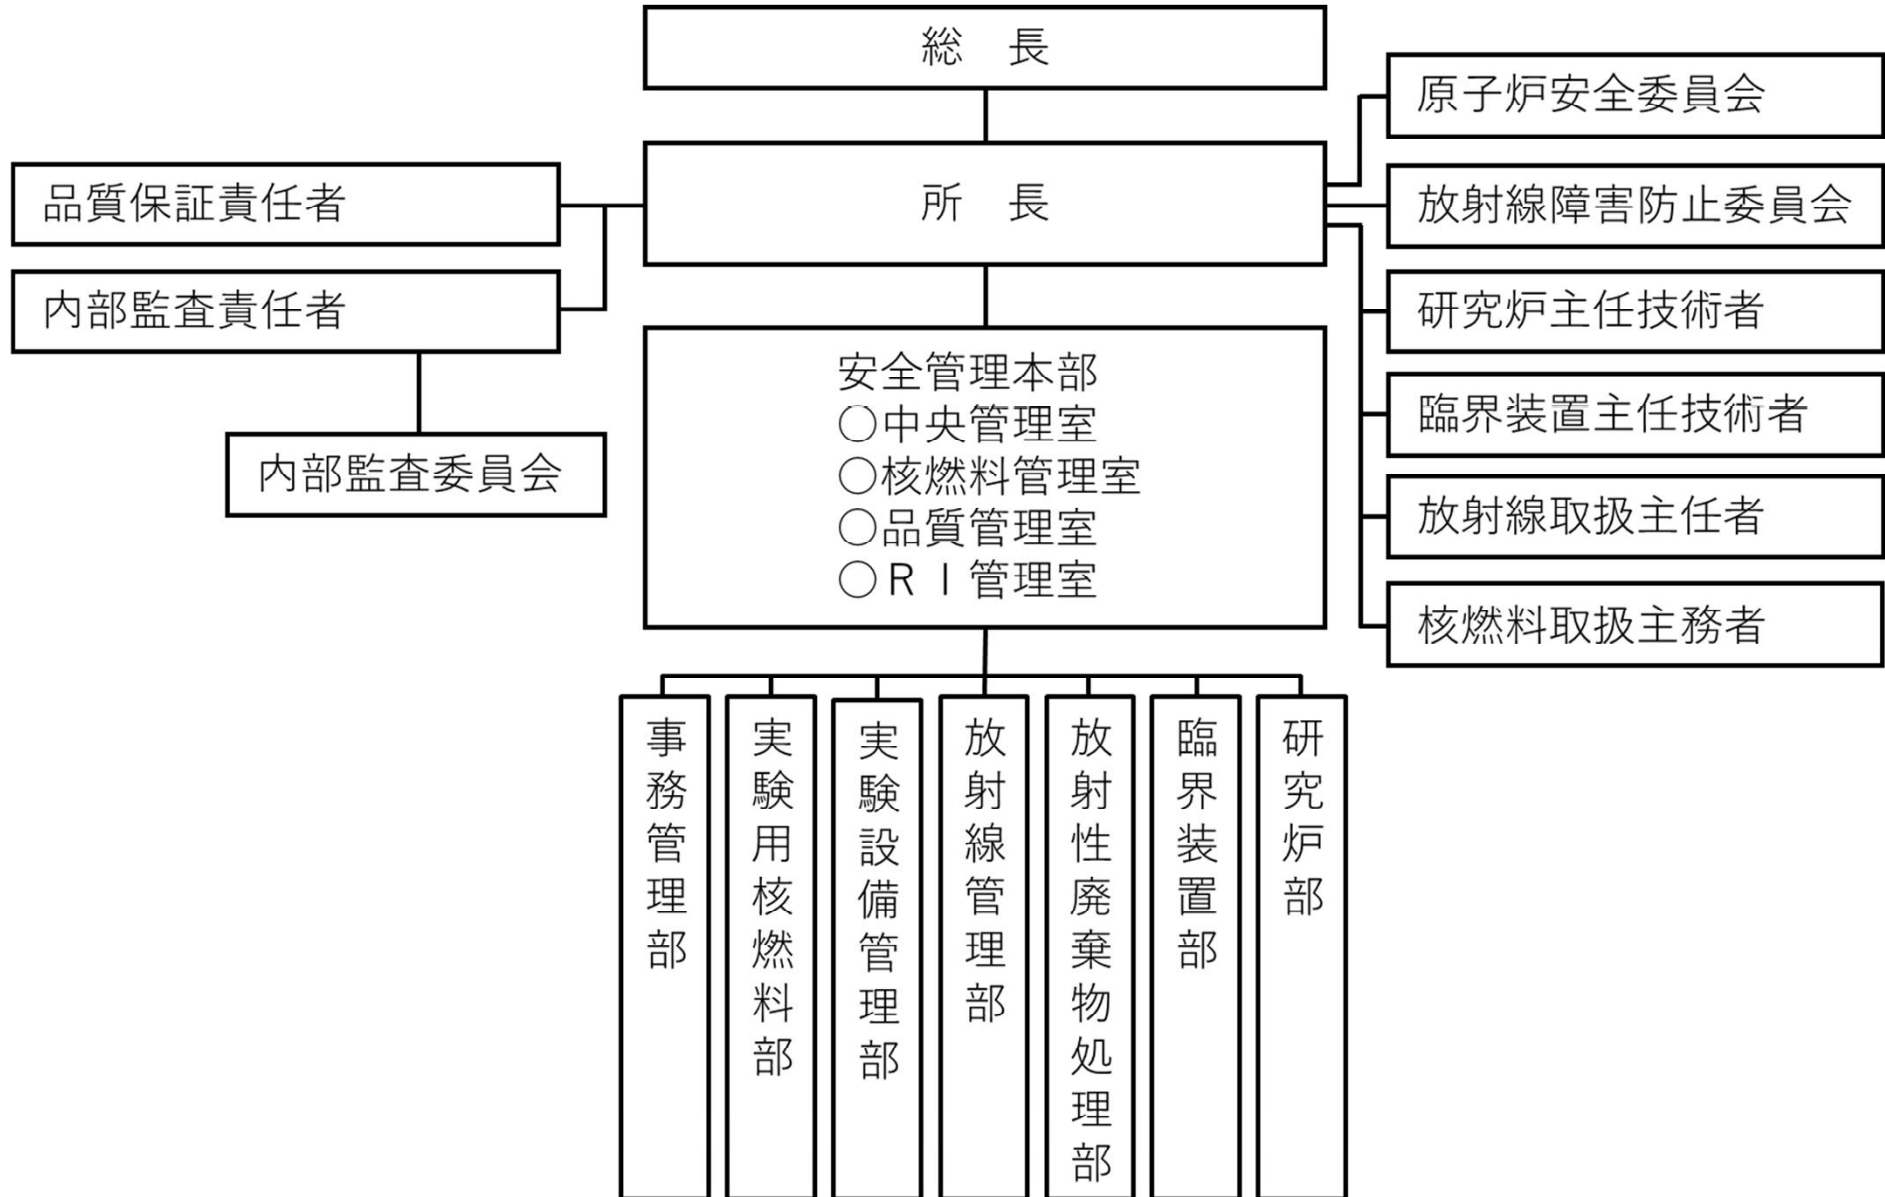 総　長
所　長
品質保証責任者
内部監査責任者
内部監査委員会
原子炉安全委員会
放射線障害防止委員会
研究炉主任技術者
臨界装置主任技術者
放射線取扱主任者
核燃料取扱主務者
安全管理本部
○中央管理室
○核燃料管理室
○品質管理室
○ＲＩ管理室
事務管理部
実験用核燃料部
実験設備管理部
放射線管理部
放射性廃棄物処理部
臨界装置部
研究炉部